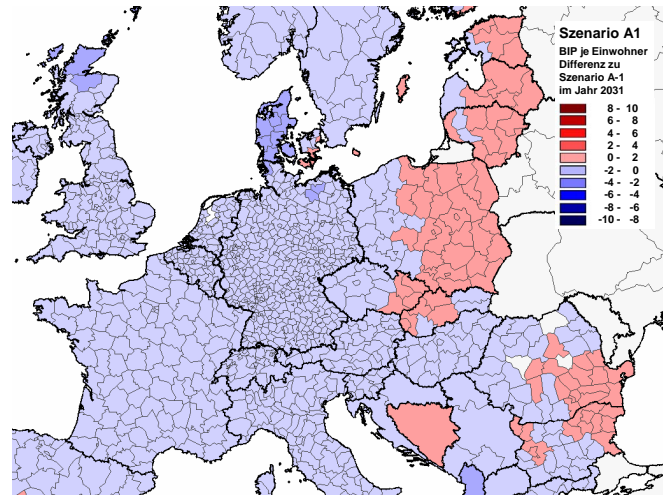 Szenario A1
BIP je Einwohner
Differenz zu
Szenario A-1
im Jahr 2031
8 - 10
6 - 8
4 - 6
2 - 4
0 - 2
-2 - 0
-4 - -2
-6 - -4
-8 - -6
-10 - -8